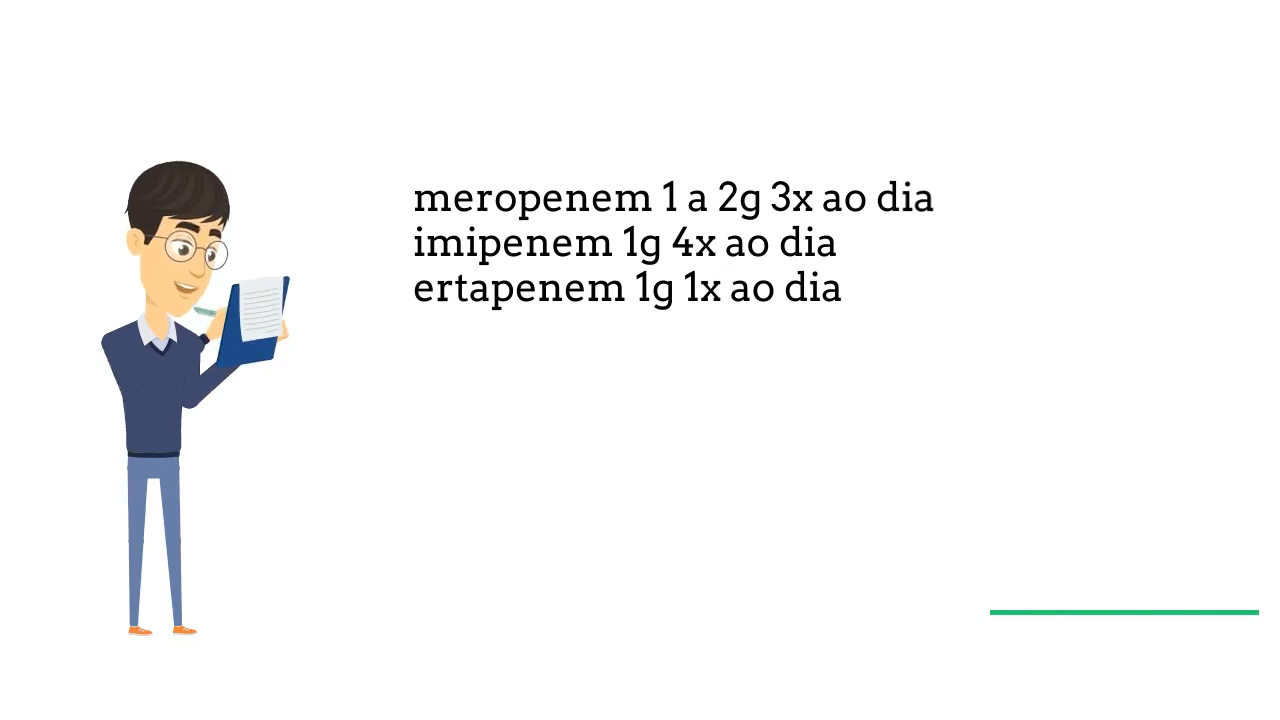 meropenem 1 a 2g 3x ao dia
imipenem 1g 4x ao dia
ertapenem 1g 1x ao dia